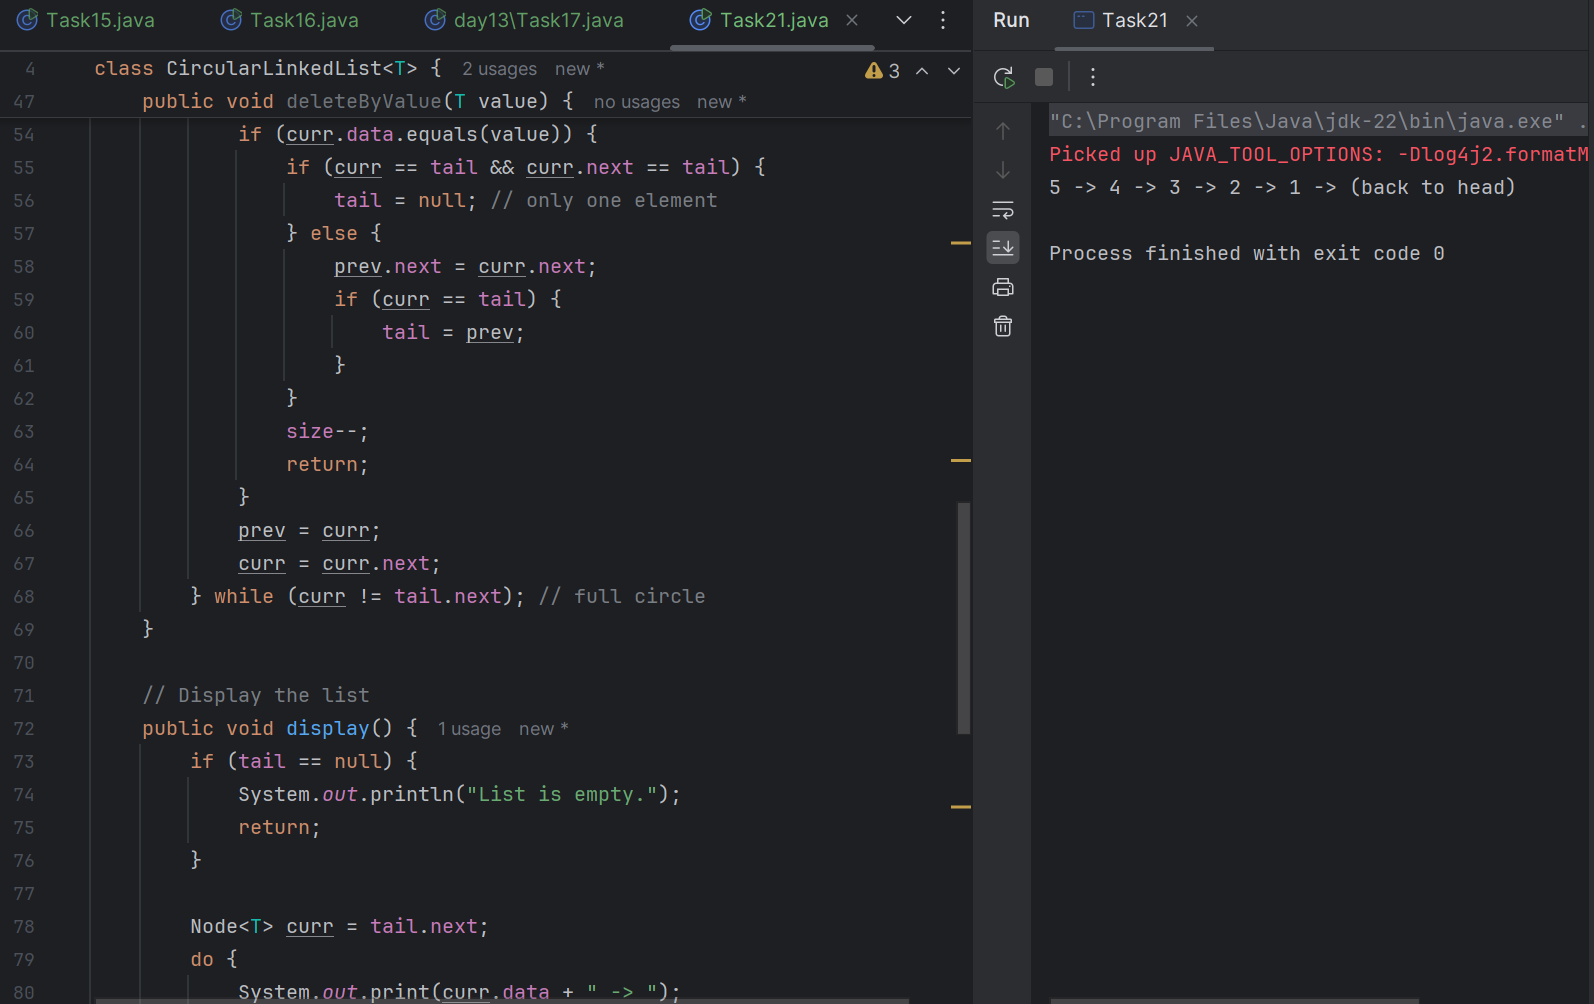 Task15.java Task16.java day13\Task17.java Task21.java
4 class CircularLinkedList<T> { 2 usages new * 3
47 public void deleteByValue(T value) { no usages new *
54 if (curr.data.equals(value)) {
55 if (curr == tail && curr.next == tail) {
56 tail = null; // only one element
57 } else {
58 prev.next = curr.next;
59 if (curr == tail) {
60 tail = prev;
61 }
62 }
63 size--;
64 return;
65 }
66 prev = curr;
67 curr = curr.next;
68 } while (curr != tail.next); // full circle
69 }
70
71 // Display the list
72 public void display() { 1 usage new *
73 if (tail == null) {
74 System.out.println("List is empty.");
75 return;
76 }
77
78 Node<T> curr = tail.next;
79 do {
80 System.out.print(curr.data + " -> ");
Run Task21
"C:\Program Files\Java\jdk-22\bin\java.exe" .
Picked up JAVA_TOOL_OPTIONS: -Dlog4j2.formatM
5 -> 4 -> 3 -> 2 -> 1 -> (back to head)
Process finished with exit code 0